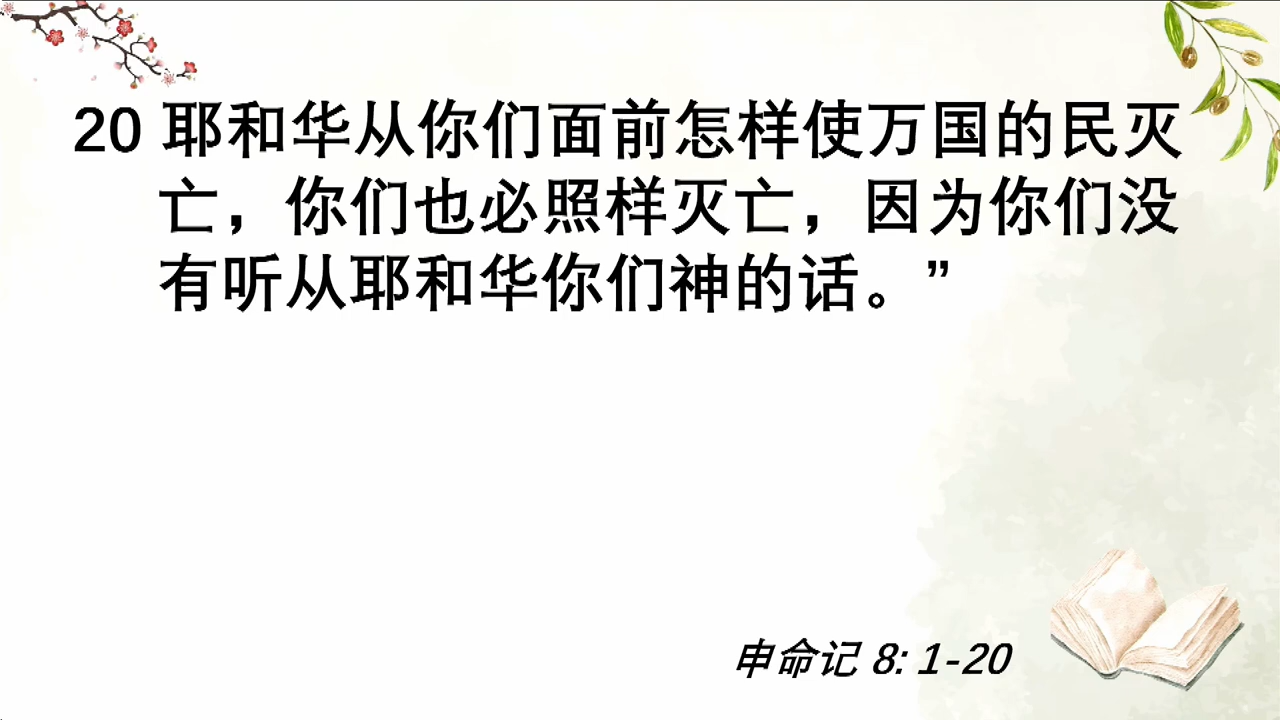 20 耶和华从你们面前怎样使万国的民灭
亡，你们也必照样灭亡，因为你们没
有听从耶和华你们神的话。”
申命记 8: 1-20